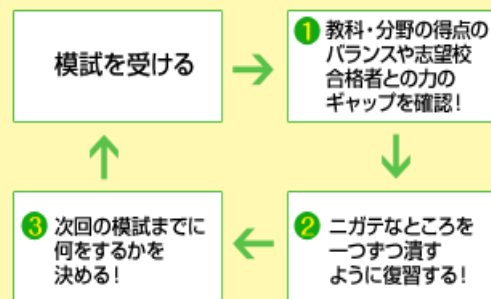 模試を受ける
❶ 教科・分野の得点の
バランスや志望校
合格者との力の
ギャップを確認!
❷ ニガテなところを
一つずつ潰す
ように復習する!
❸ 次回の模試までに
何をするかを
決める!